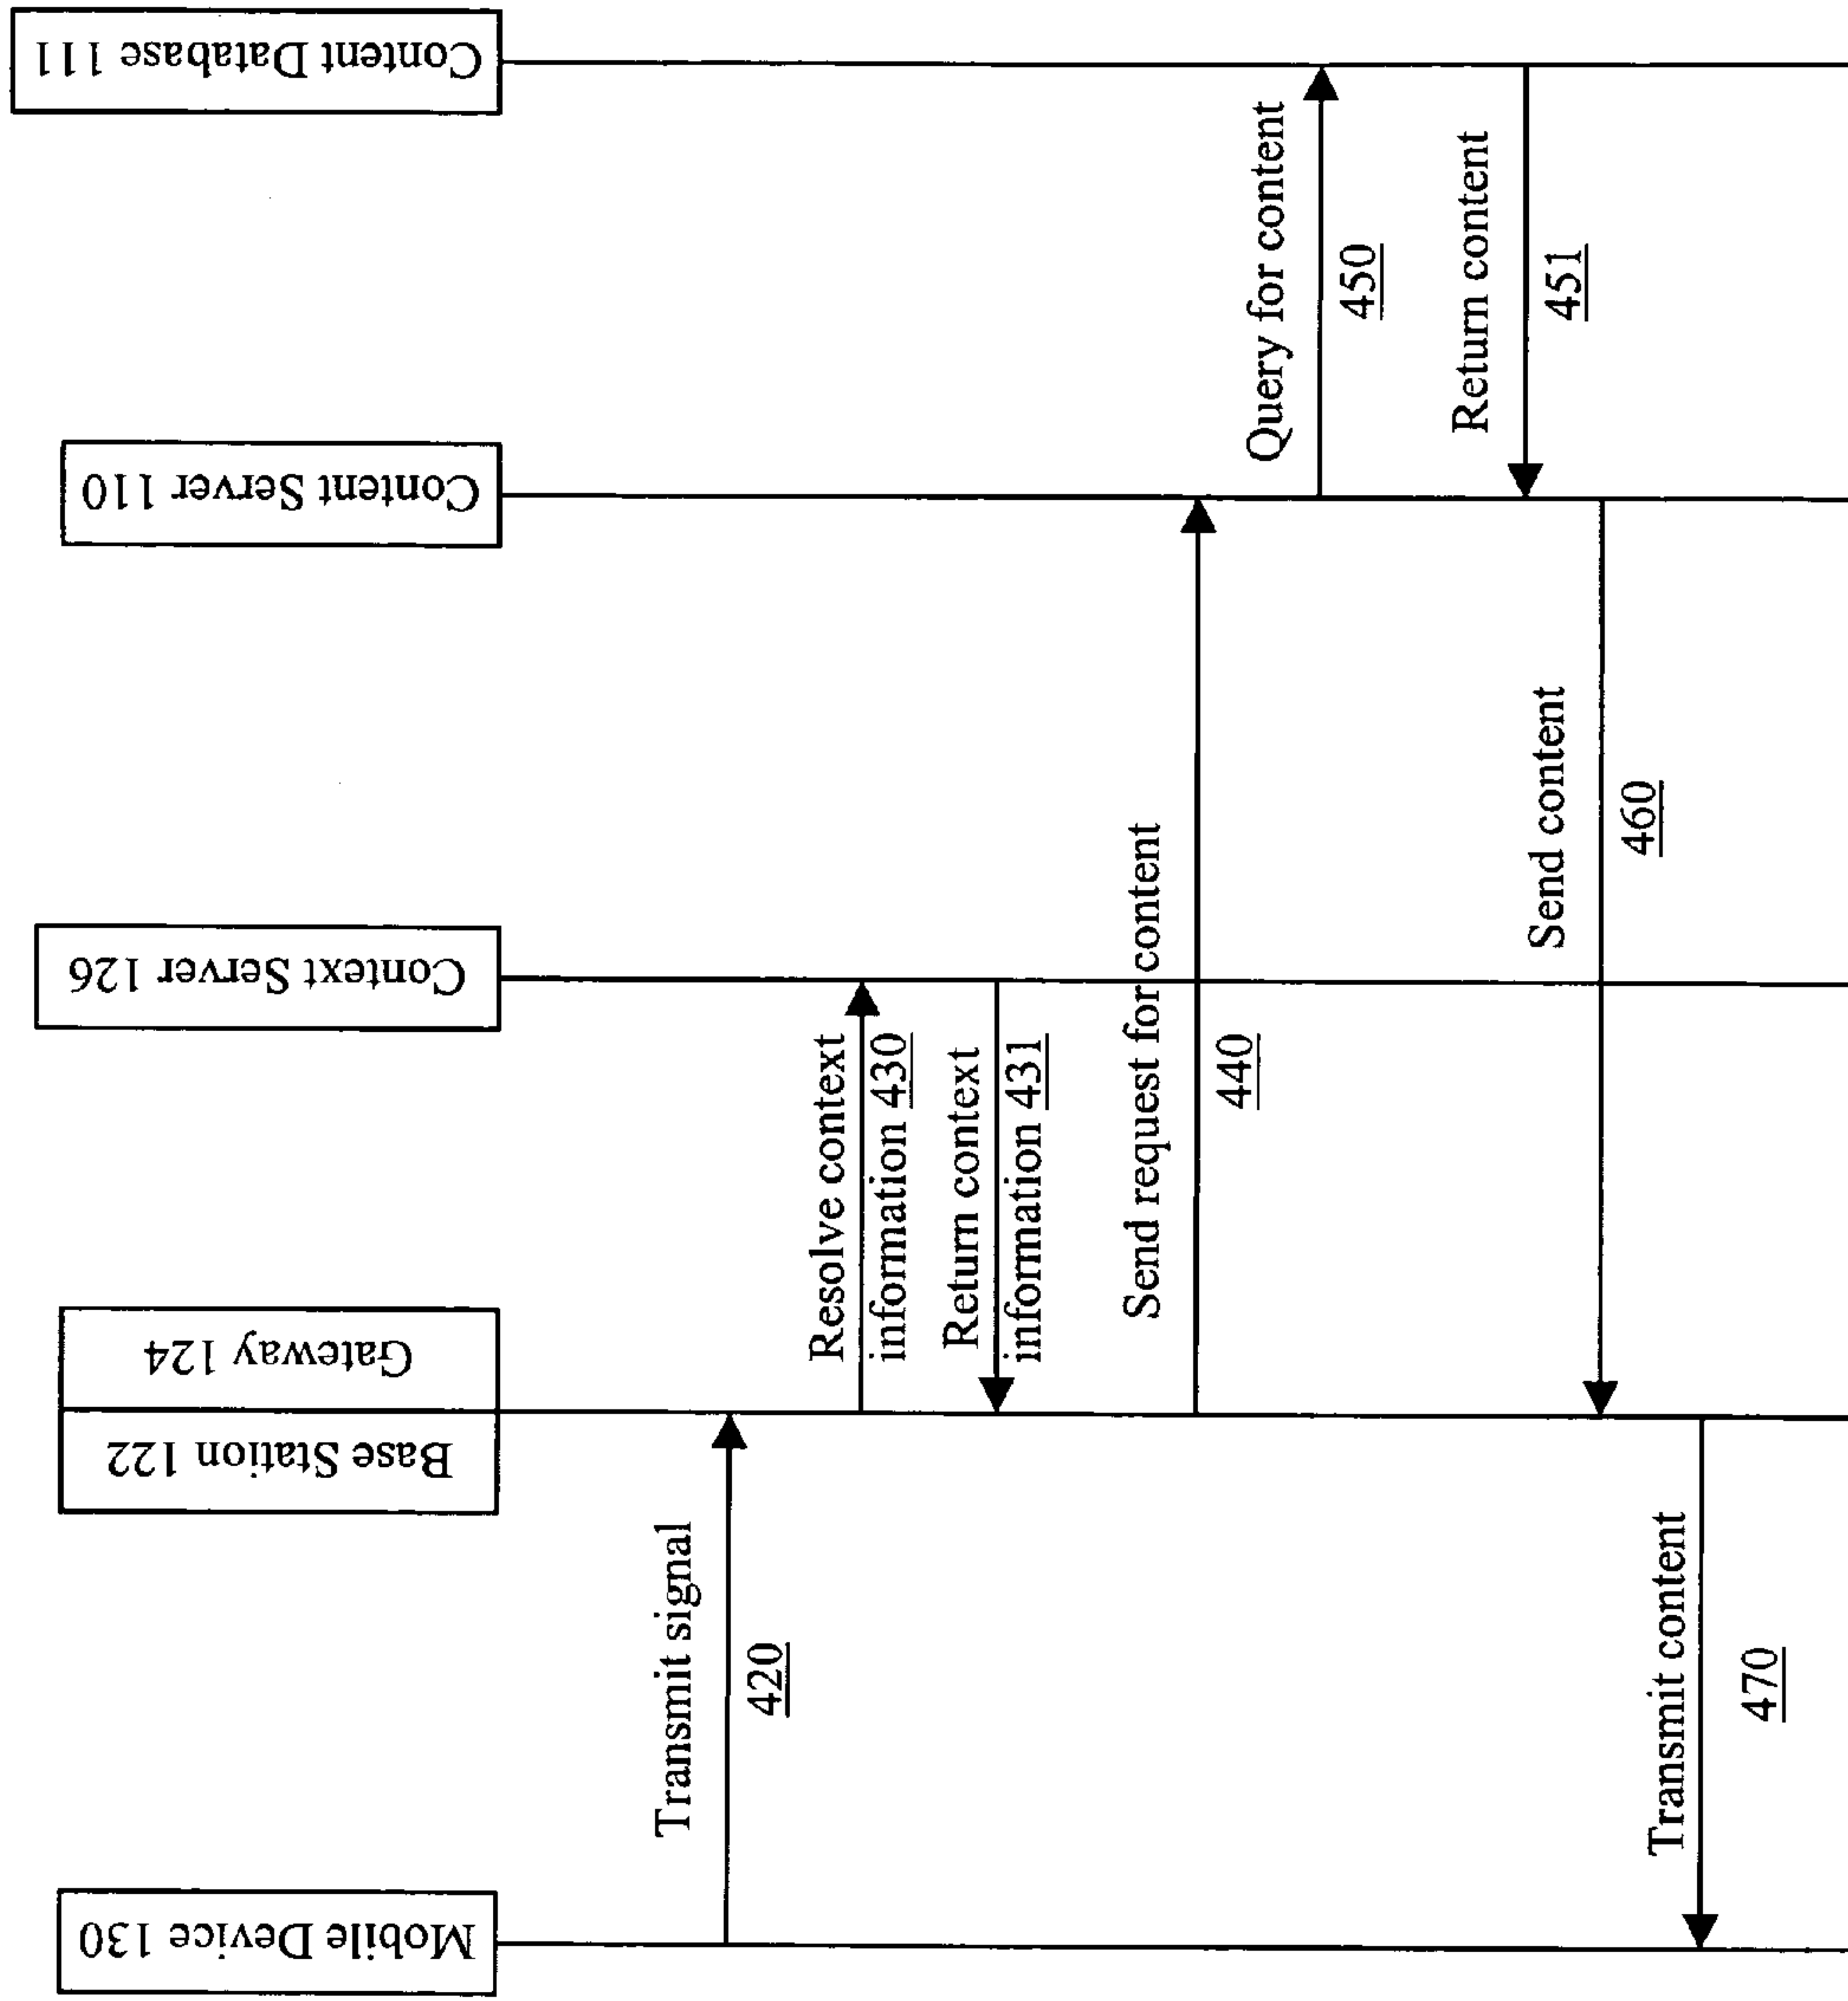 Mobile Device 130
Base Station 122
Gateway 124
Context Server 126
Content Server 110
Content Database 111
Transmit signal
420
Resolve context
information 430
Return context
information 431
Send request for content
440
Query for content
450
Return content
451
Send content
460
Transmit content
470